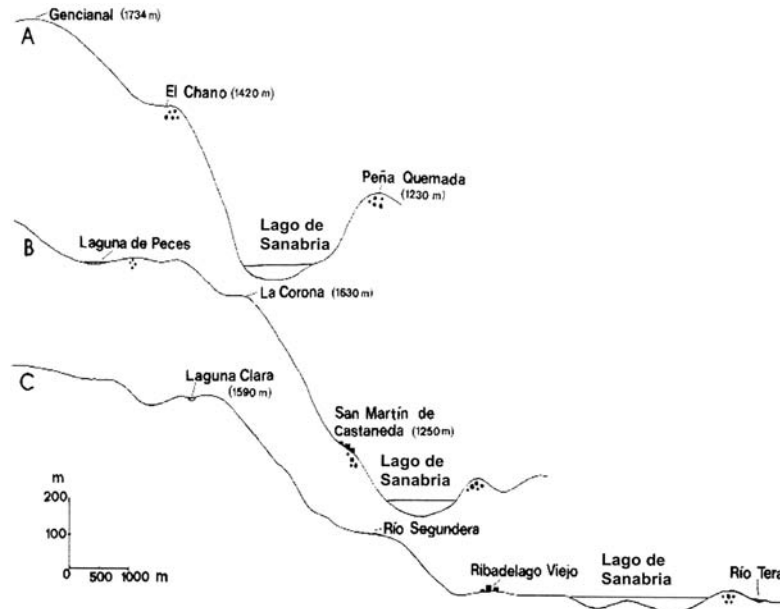 Gencianal (1734 m)
A
El Chano (1420 m)
Peña Quemada
(1230 m)
Lago de
Sanabria
B
Laguna de Peces
La Corona (1630 m)
C
Laguna Clara
(1590 m)
San Martín de
Castaneda (1250m)
Lago de
Sanabria
m
200
100
0 500 1000 m
Río Segundera
Ribadelago Viejo
Lago de
Sanabria
Río Tera